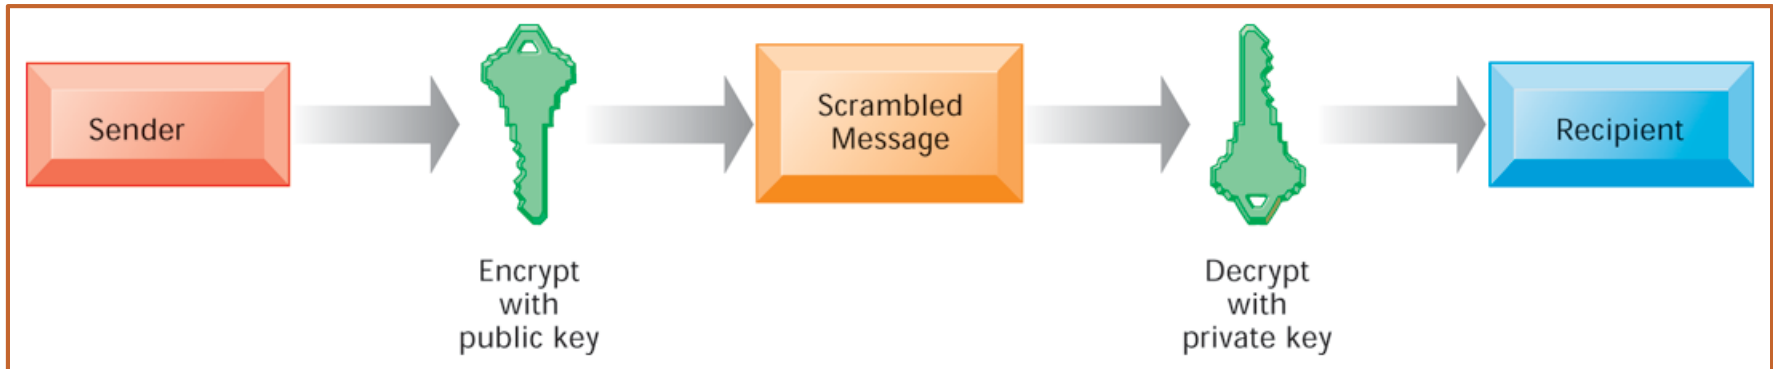 Sender
Encrypt
with
public key
Scrambled
Message
Decrypt
with
private key
Recipient